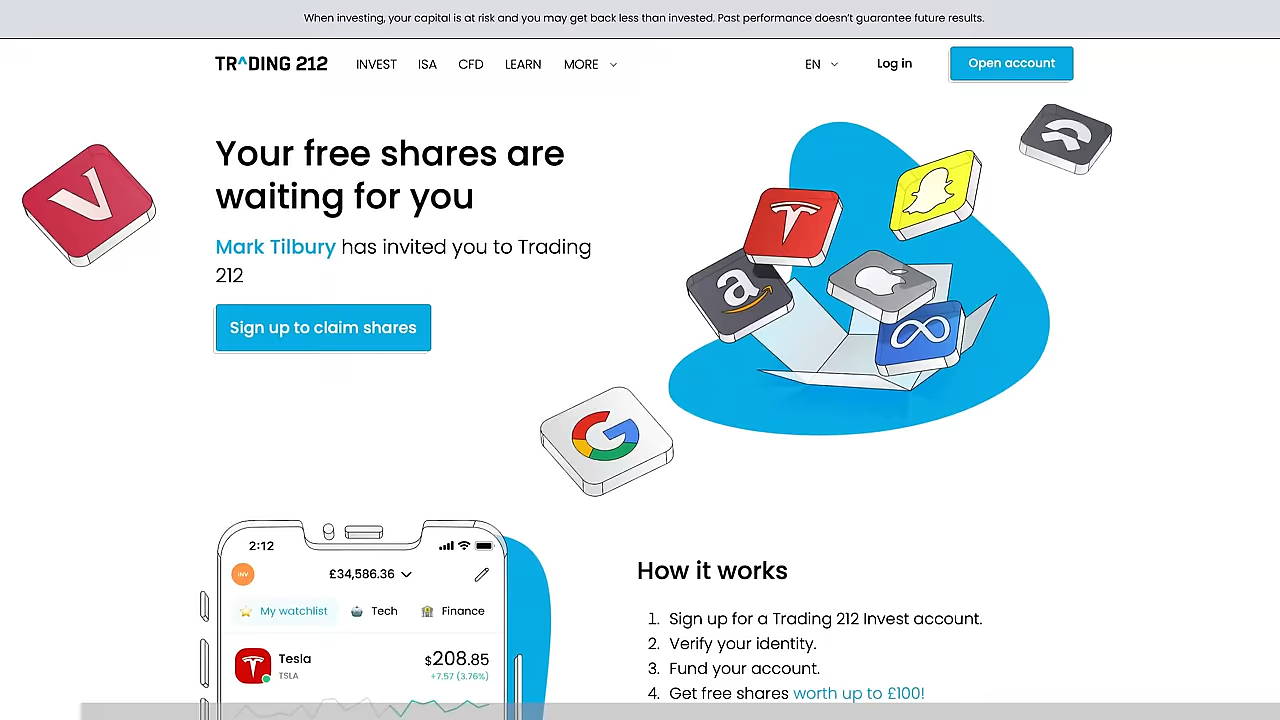 When investing, your capital is at risk and you may get back less than invested. Past performance doesn't guarantee future results.
TRADING 212 INVEST ISA CFD LEARN MORE EN Log in Open account
Your free shares are
waiting for you
Mark Tilbury has invited you to Trading
212
Sign up to claim shares
2:12
INV £34,586.36
My watchlist Tech Finance
Tesla $208.85
TSLA +7.57 (3.76%)
How it works
1. Sign up for a Trading 212 Invest account.
2. Verify your identity.
3. Fund your account.
4. Get free shares worth up to £100!